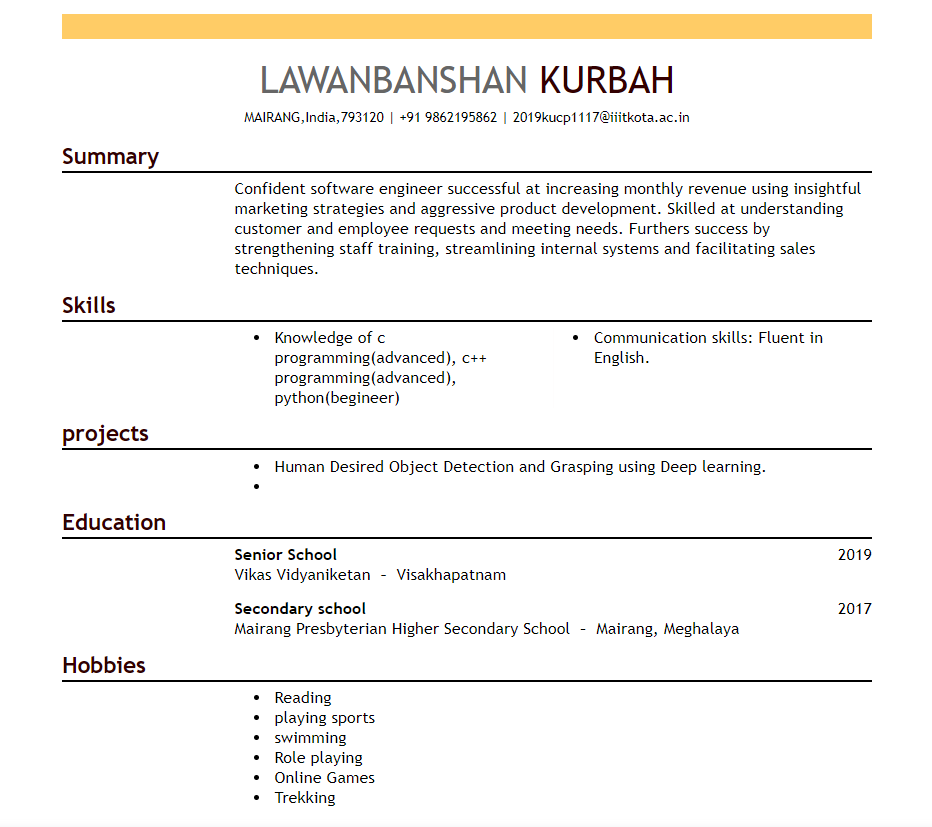 LAWANBANSHAN KURBAH
MAIRANG,India,793120 | +91 9862195862 | 2019kucp1117@iiitkota.ac.in
Summary
Confident software engineer successful at increasing monthly revenue using insightful
marketing strategies and aggressive product development. Skilled at understanding
customer and employee requests and meeting needs. Furthers success by
strengthening staff training, streamlining internal systems and facilitating sales
techniques.
Skills
• Knowledge of c
programming(advanced), c++
programming(advanced),
python(begineer)
• Communication skills: Fluent in
English.
projects
• Human Desired Object Detection and Grasping using Deep learning.
•
Education
Senior School 2019
Vikas Vidyaniketan – Visakhapatnam
Secondary school 2017
Mairang Presbyterian Higher Secondary School – Mairang, Meghalaya
Hobbies
• Reading
• playing sports
• swimming
• Role playing
• Online Games
• Trekking